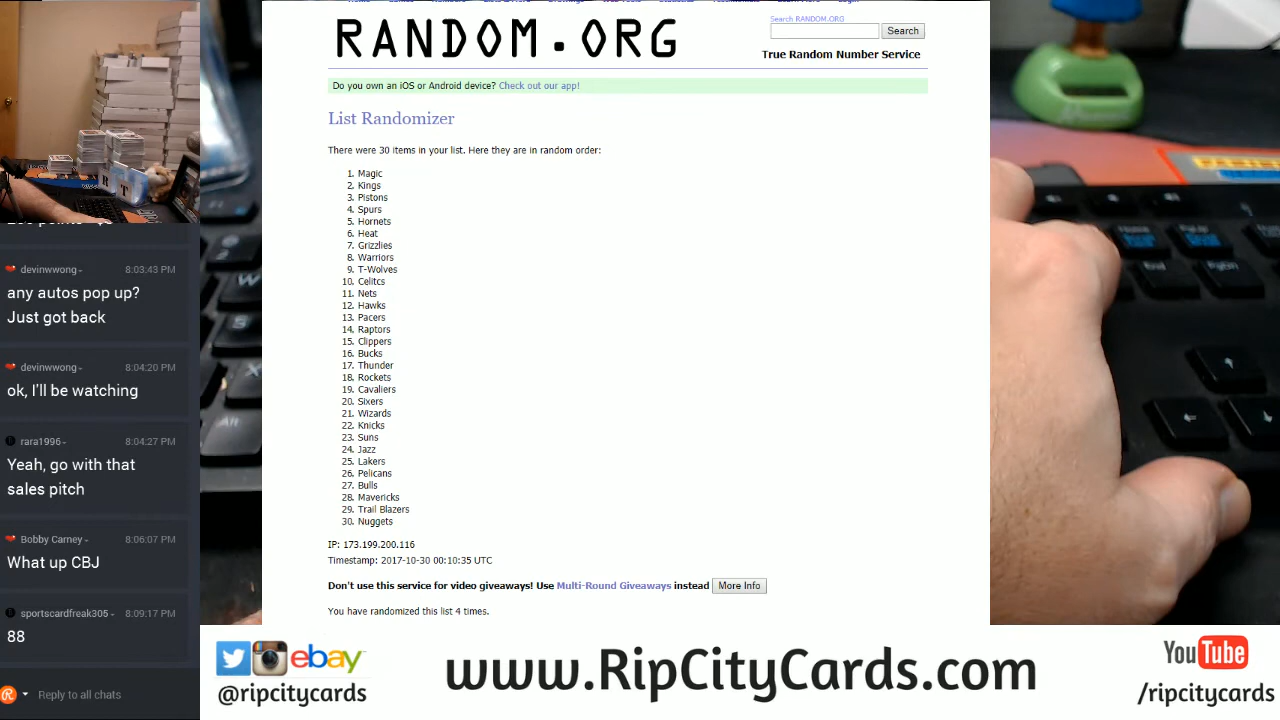 RANDOM.ORG
Search RANDOM.ORG
Search
True Random Number Service
Do you own an iOS or Android device? Check out our app!
List Randomizer
There were 30 items in your list. Here they are in random order:
1. Magic
2. Kings
3. Pistons
4. Spurs
5. Hornets
6. Heat
7. Grizzlies
8. Warriors
9. T-Wolves
10. Celitcs
11. Nets
12. Hawks
13. Pacers
14. Raptors
15. Clippers
16. Bucks
17. Thunder
18. Rockets
19. Cavaliers
20. Sixers
21. Wizards
22. Knicks
23. Suns
24. Jazz
25. Lakers
26. Pelicans
27. Bulls
28. Mavericks
29. Trail Blazers
30. Nuggets
IP: 173.199.200.116
Timestamp: 2017-10-30 00:10:35 UTC
Don't use this service for video giveaways! Use Multi-Round Giveaways instead More Info
You have randomized this list 4 times.
devinwwong 8:03:43 PM
any autos pop up?
Just got back
devinwwong 8:04:20 PM
ok, I'll be watching
rara1996 8:04:27 PM
Yeah, go with that
sales pitch
Bobby Carney 8:06:07 PM
What up CBJ
sportscardfreak305 8:09:17 PM
88
Reply to all chats
ebay
@ripcitycards
www.RipCityCards.com
YouTube
/ripcitycards